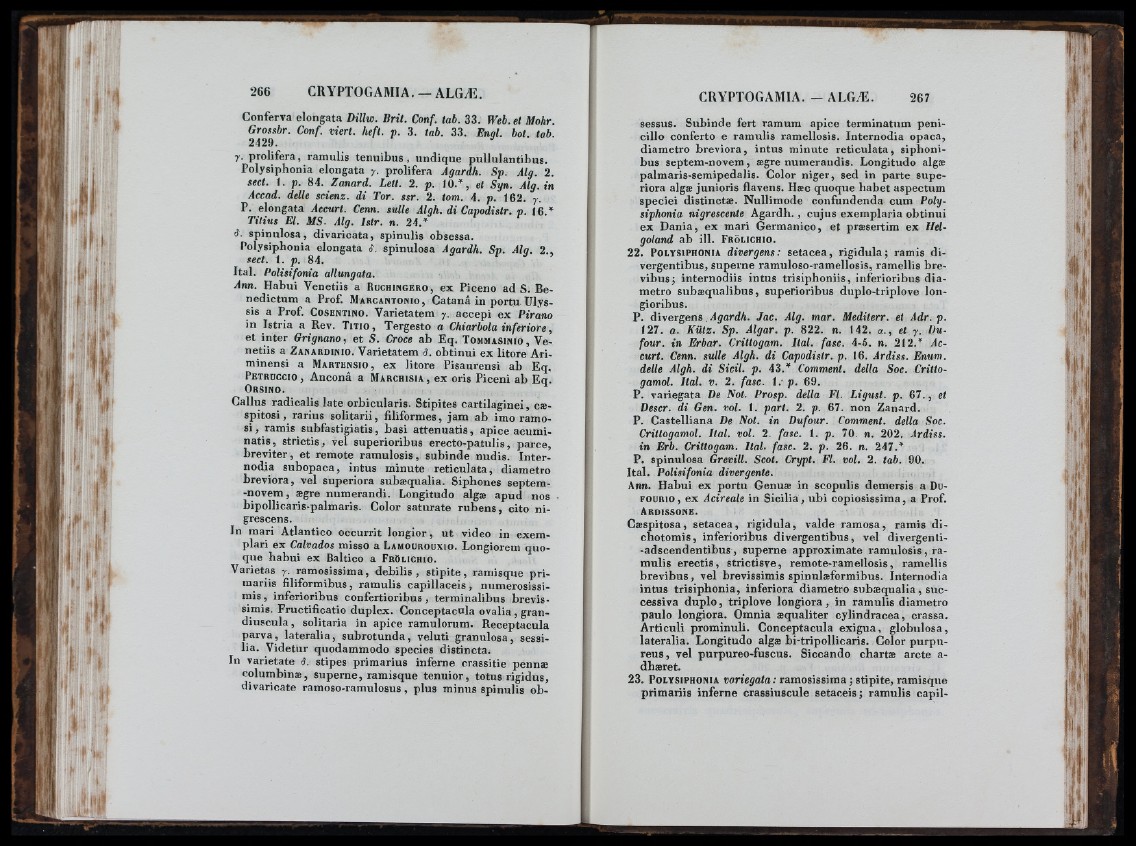 266 CRYPTOGAMIA. — ALGÆ.
Conferva elongata Dillw. Brit. Conf. tab. 33. Web. et Mohr.
Grossbr. Conf. viert. heft. p. 3. tab. 33. Engl. bot. tab.
2429.
γ. prolifera, ramulis tenuibus, undique pullulantibus.
Polysiphonia elongata γ. prolifera Agardh. Sp. Alg. 2.
sect. 1. p. 84. Zanard. Lett. 2. p. 10.*, et Syn. Alg. in
Accad. delle scienz. di Tor. ssr. 2. tom. 4. p. 162. γ.
P. elongata Accurt. Cenn. sulle Algh. di Capodistr. p. 16.*
Titius El. MS. Alg. Istr. n. 24.*
δ. spinulosa, divaricata, spinulis obsessa.
Polysiphonia elongata δ. spinulosa Agardh. Sp. Alg. 2.,
sect. 1. p. 84.
Ital. Polisifonia allungata.
Ann. Habui Venetiis a Ruchingero, ex Piceno ad S. Be-
nedictum a Prof. Marcantonio, Catanâ in portu Ulys-
sis a Prof. Cosentino. Varietatem γ. accepi ex Pirano
in Istria a Rev. Titio, Tergesto a Chiarbola inferiore,
et inter Grignano, et S. Croce ab Eq. Tommasinio, Ve-
netiis a Zanardinio. Varietatem δ. obtinui ex litore Ari-
minensi a Martensio, ex litore Pisaurensi ab Eq.
Petruccio, Anconâ a Marchisia, ex oris Piceni ab Eq.
Orsino.
Callus radicalis late orbicularis. Stipites cartilaginei, cæ-
spitosi, rarius solitarii, filiformes, jam ab imo ramo-
si, ramis subfastigiatis, basi attenuatis, apice acumi-
natis, strictis, vel superioribus erecto-patulis, parce,
breviter, et remote ramulosis, subinde nudis. Inter-
nodia subopaca, intus minute reticulata, diametro
breviora, vel superiora subæqualia. Siphones septem-
-novem, ægre numerandi. Longitudo algæ apud nos
bipollicaris-palmaris. Color saturate rubens, cito ni-
grescens.
In mari Atlantico occurrit longior, ut video in exem-
plari ex Calvados misso a Lamourouxio. Longiorem quo-
que habui ex Baltico a Frölichio.
Varietas γ. ramosissima, debilis, stipite, ramisque pri-
mariis filiformibus, ramulis capillaceis, numerosissi-
mis, inferioribus confertioribus, terminalibus brevis-
simis. Fructificatio duplex. Conceptacula ovalia, gran-
diuscula, solitaria in apice ramulorum. Receptacula
parva, lateralia, subrotunda, veluti granulosa, sessi-
lia. Videtur quodammodo species distincta.
In varietate δ. stipes primarius inferne crassitie pennæ
columbinæ, superne, ramisque tenuior, totus rigidus,
divaricate ramoso-ramulosus, plus minus spinulis ob-
CRYPTOGAMIA. — ALGÆ. 267
sessus. Subinde fert ramum apice terminatum peni-
cillo conferto e ramulis ramellosis. Internodia opaca,
diametro breviora, intus minute reticulata, siphoni-
bus septem-novem, ægre numerandis. Longitudo algæ
palmaris-semipedalis. Color niger, sed in parte supe-
riora algæ junioris flavens. Hæc quoque habet aspectum
speciei distinctæ. Nullimode confundenda cum Poly-
siphonia nigrescente Agardh., cujus exemplaria obtinui
ex Dania, ex mari Germanico, et præsertim ex Hel-
goland ab ill. Frölichio.
22. Polysiphonia divergens: setacea, rigidula; ramis di-
vergentibus, superne ramuloso-ramellosis, ramellis bre-
vibus; internodiis intus trisiphoniis, inferioribus dia-
metro subæqualibus, superioribus duplo-triplove lon-
gioribus.
P. divergens Agardh. Jac. Alg. mar. Mediterr. et Adr. p.
127. α. Kütz. Sp. Algar. p. 822. n. 142. α., et γ. Du-
four. in Erbar. Crittogam. Ital. fasc. 4-5. n. 212.* Ac-
curt. Cenn. sulle Algh. di Capodistr. p. 16. Ardiss. Enum.
delle Algh. di Sicil. p. 43.* Comment. della Soc. Critto-
gamol. Ital. v. 2. fasc. 1. p. 69.
P. variegata De Not. Prosp. della Fl. Ligust. p. 67., et
Descr. di Gen. vol. 1. part. 2. p. 67. non Zanard.
P. Castelliana De Not. in Dufour. Comment. della Soc.
Crittogamol. Ital. vol. 2. fasc. 1. p. 70. n. 202. Ardiss.
in Erb. Crittogam. Ital. fasc. 2. p. 26. n. 247.*
P. spinulosa Grevill. Scot. Crypt. Fl. vol. 2. tab. 90.
Ital. Polisifonia divergente.
Ann. Habui ex portu Genuæ in scopulis demersis a Du-
fourio, ex Acireale in Sicilia, ubi copiosissima, a Prof.
Ardissone.
Cæspitosa, setacea, rigidula, valde ramosa, ramis di-
chotomis, inferioribus divergentibus, vel divergenti-
-adscendentibus, superne approximate ramulosis, ra-
mulis erectis, strictisve, remote-ramellosis, ramellis
brevibus, vel brevissimis spinulæformibus. Internodia
intus trisiphonia, inferiora diametro subæqualia, suc-
cessiva duplo, triplove longiora, in ramulis diametro
paulo longiora. Omnia æqualiter cylindracea, crassa.
Articuli prominuli. Conceptacula exigua, globulosa,
lateralia. Longitudo algæ bi-tripollicaris. Color purpu-
reus, vel purpureo-fuscus. Siccando chartæ arcte a-
dhæret.
23. Polysiphonia variegata: ramosissima; stipite, ramisque
primariis inferne crassiuscule setaceis; ramulis capil-